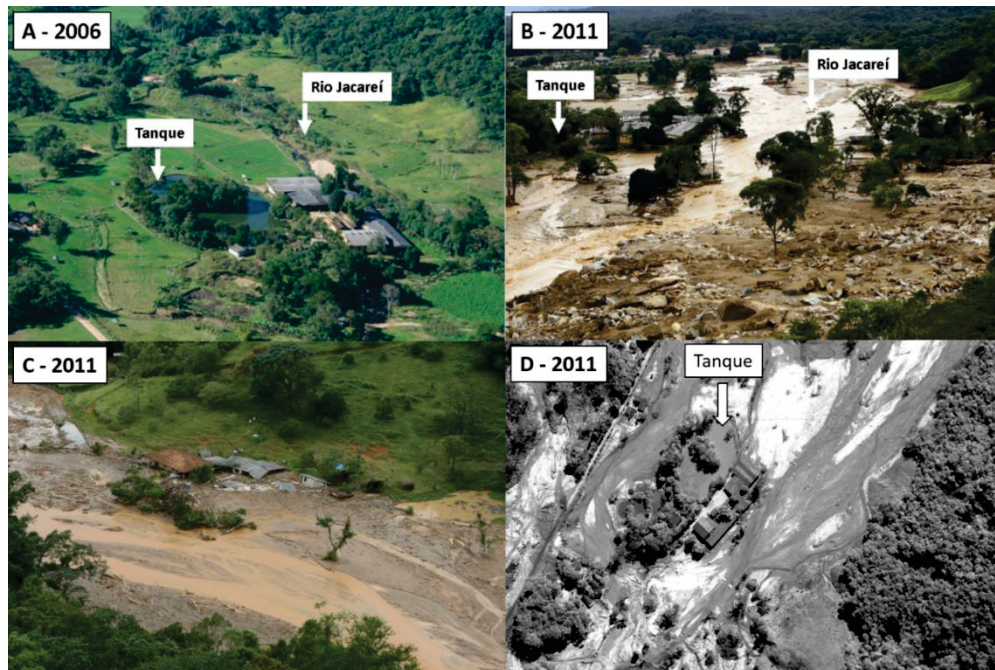 A - 2006
Tanque
Rio Jacareí
B - 2011
Tanque
Rio Jacareí
C - 2011
D - 2011
Tanque